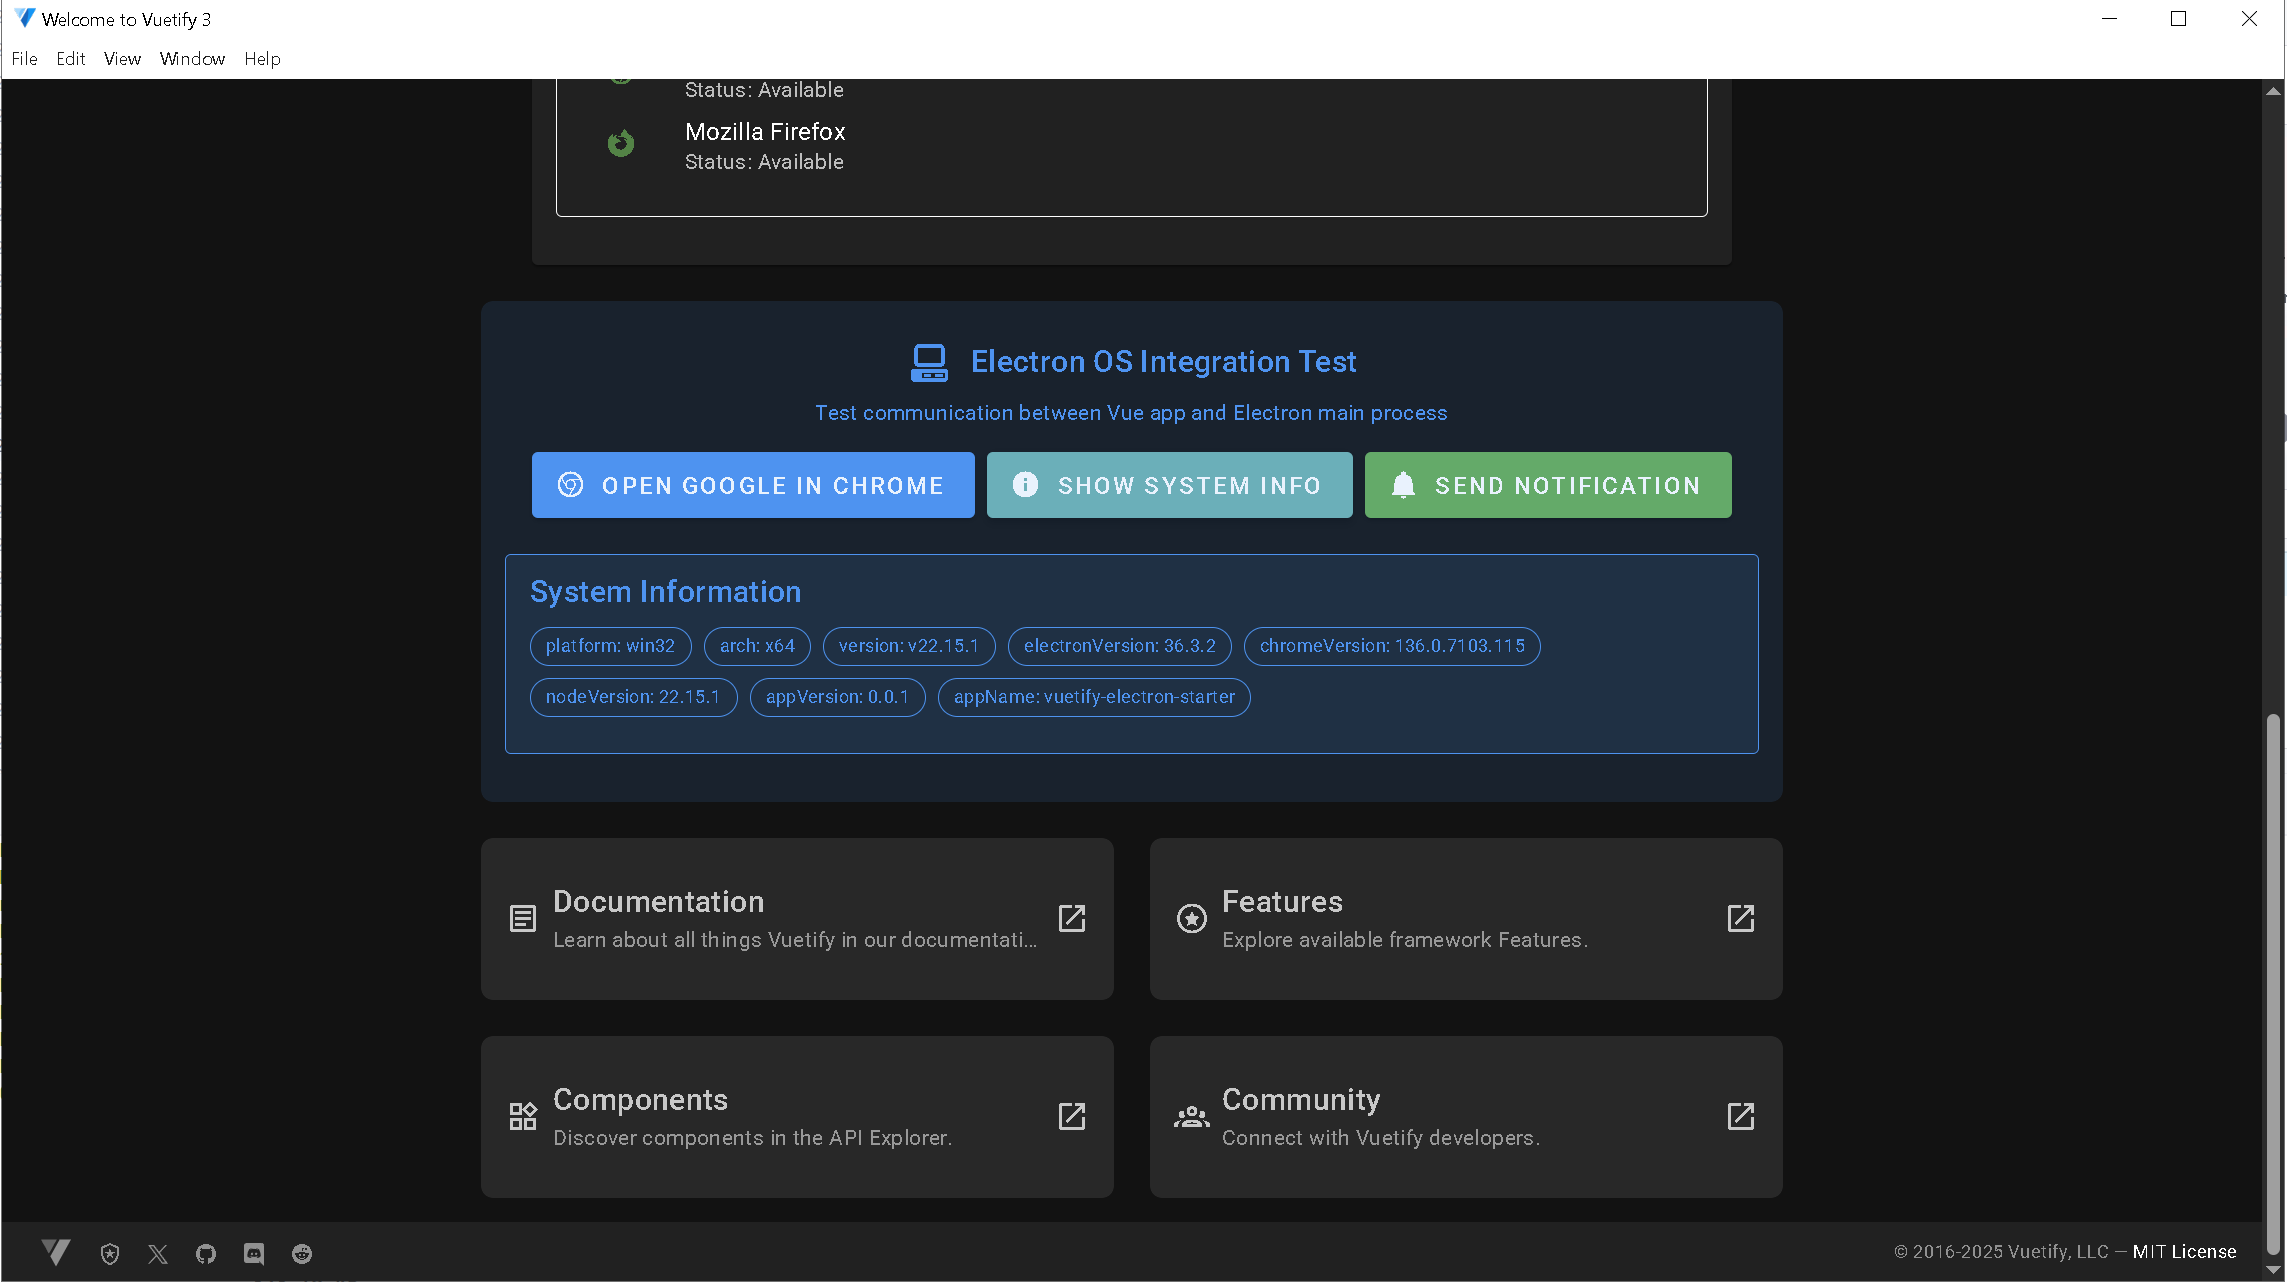 Welcome to Vuetify 3
File Edit View Window Help
Status: Available
Mozilla Firefox
Status: Available
Electron OS Integration Test
Test communication between Vue app and Electron main process
OPEN GOOGLE IN CHROME SHOW SYSTEM INFO SEND NOTIFICATION
System Information
platform: win32 arch: x64 version: v22.15.1 electronVersion: 36.3.2 chromeVersion: 136.0.7103.115
nodeVersion: 22.15.1 appVersion: 0.0.1 appName: vuetify-electron-starter
Documentation
Learn about all things Vuetify in our documentati...
Features
Explore available framework Features.
Components
Discover components in the API Explorer.
Community
Connect with Vuetify developers.
© 2016-2025 Vuetify, LLC — MIT License